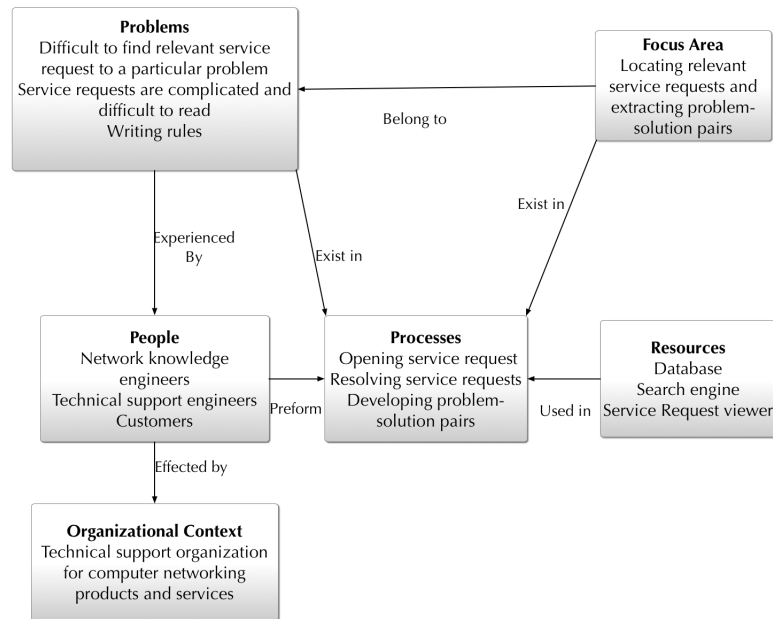 Problems
Difficult to find relevant service
request to a particular problem
Service requests are complicated and
difficult to read
Writing rules
Focus Area
Locating relevant
service requests and
extracting problem-
solution pairs
Belong to
Exist in
Experienced
By
Exist in
People
Network knowledge
engineers
Technical support engineers
Customers
Preform
Processes
Opening service request
Resolving service requests
Developing problem-
solution pairs
Used in
Resources
Database
Search engine
Service Request viewer
Effected by
Organizational Context
Technical support organization
for computer networking
products and services